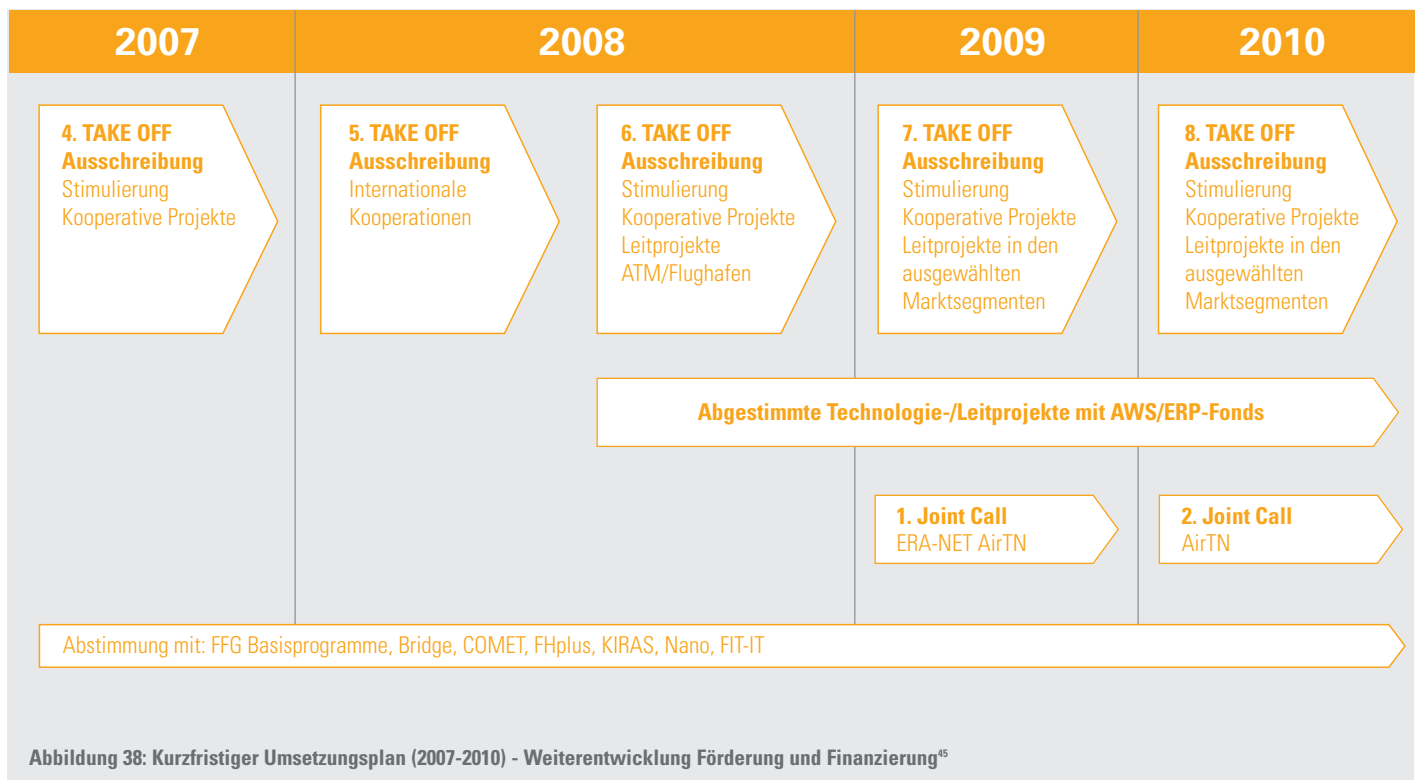 2007
2008
2009
2010
4. TAKE OFF
Ausschreibung
Stimulierung
Kooperative Projekte
5. TAKE OFF
Ausschreibung
Internationale
Kooperationen
6. TAKE OFF
Ausschreibung
Stimulierung
Kooperative Projekte
Leitprojekte
ATM/Flughafen
7. TAKE OFF
Ausschreibung
Stimulierung
Kooperative Projekte
Leitprojekte in den
ausgewählten
Marktsegmenten
8. TAKE OFF
Ausschreibung
Stimulierung
Kooperative Projekte
Leitprojekte in den
ausgewählten
Marktsegmenten
Abgestimmte Technologie-/Leitprojekte mit AWS/ERP-Fonds
1. Joint Call
ERA-NET AirTN
2. Joint Call
AirTN
Abstimmung mit: FFG Basisprogramme, Bridge, COMET, FHplus, KIRAS, Nano, FIT-IT
Abbildung 38: Kurzfristiger Umsetzungsplan (2007-2010) - Weiterentwicklung Förderung und Finanzierung⁴⁵